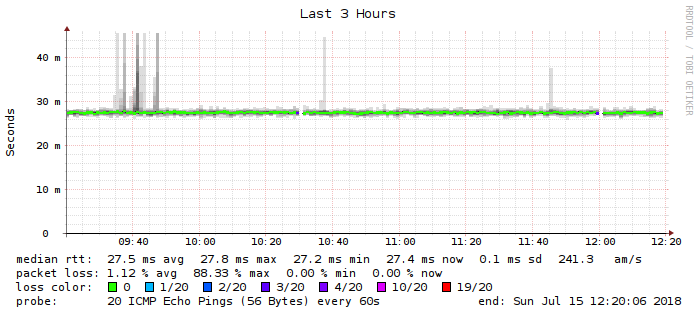 Last 3 Hours
RRDTOOL / TOBI OETIKER
Seconds
40 m
30 m
20 m
10 m
0
09:40 10:00 10:20 10:40 11:00 11:20 11:40 12:00 12:20
median rtt: 27.5 ms avg 27.8 ms max 27.2 ms min 27.4 ms now 0.1 ms sd 241.3 am/s
packet loss: 1.12 % avg 88.33 % max 0.00 % min 0.00 % now
loss color: 0 1/20 2/20 3/20 4/20 10/20 19/20
probe: 20 ICMP Echo Pings (56 Bytes) every 60s end: Sun Jul 15 12:20:06 2018